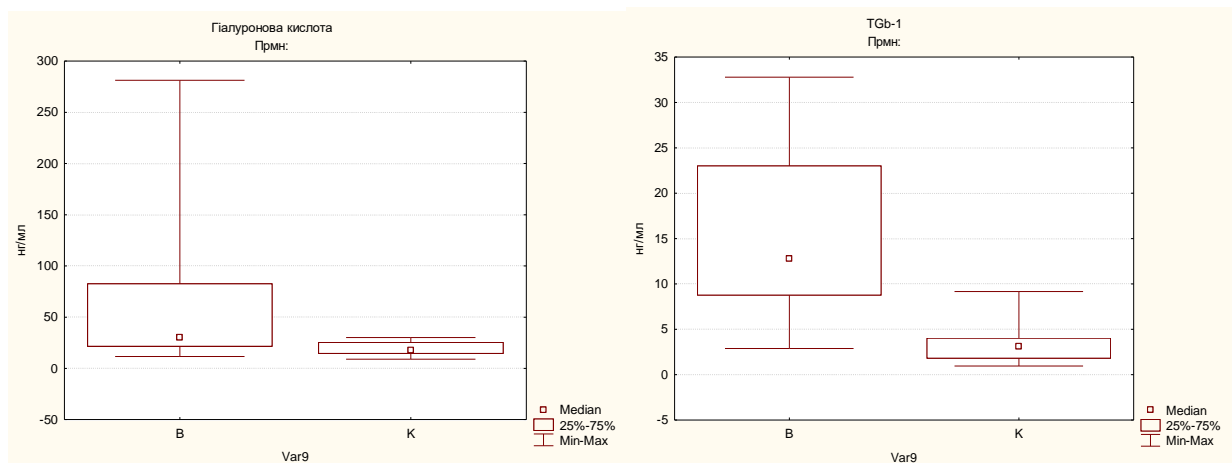 Гіалуронова кислота
Прмн:
300
250
200
150
100
50
0
-50
нг/мл
B
K
Var9
Median
25%-75%
Min-Max
TGb-1
Прмн:
35
30
25
20
15
10
5
0
-5
нг/мл
B
K
Var9
Median
25%-75%
Min-Max